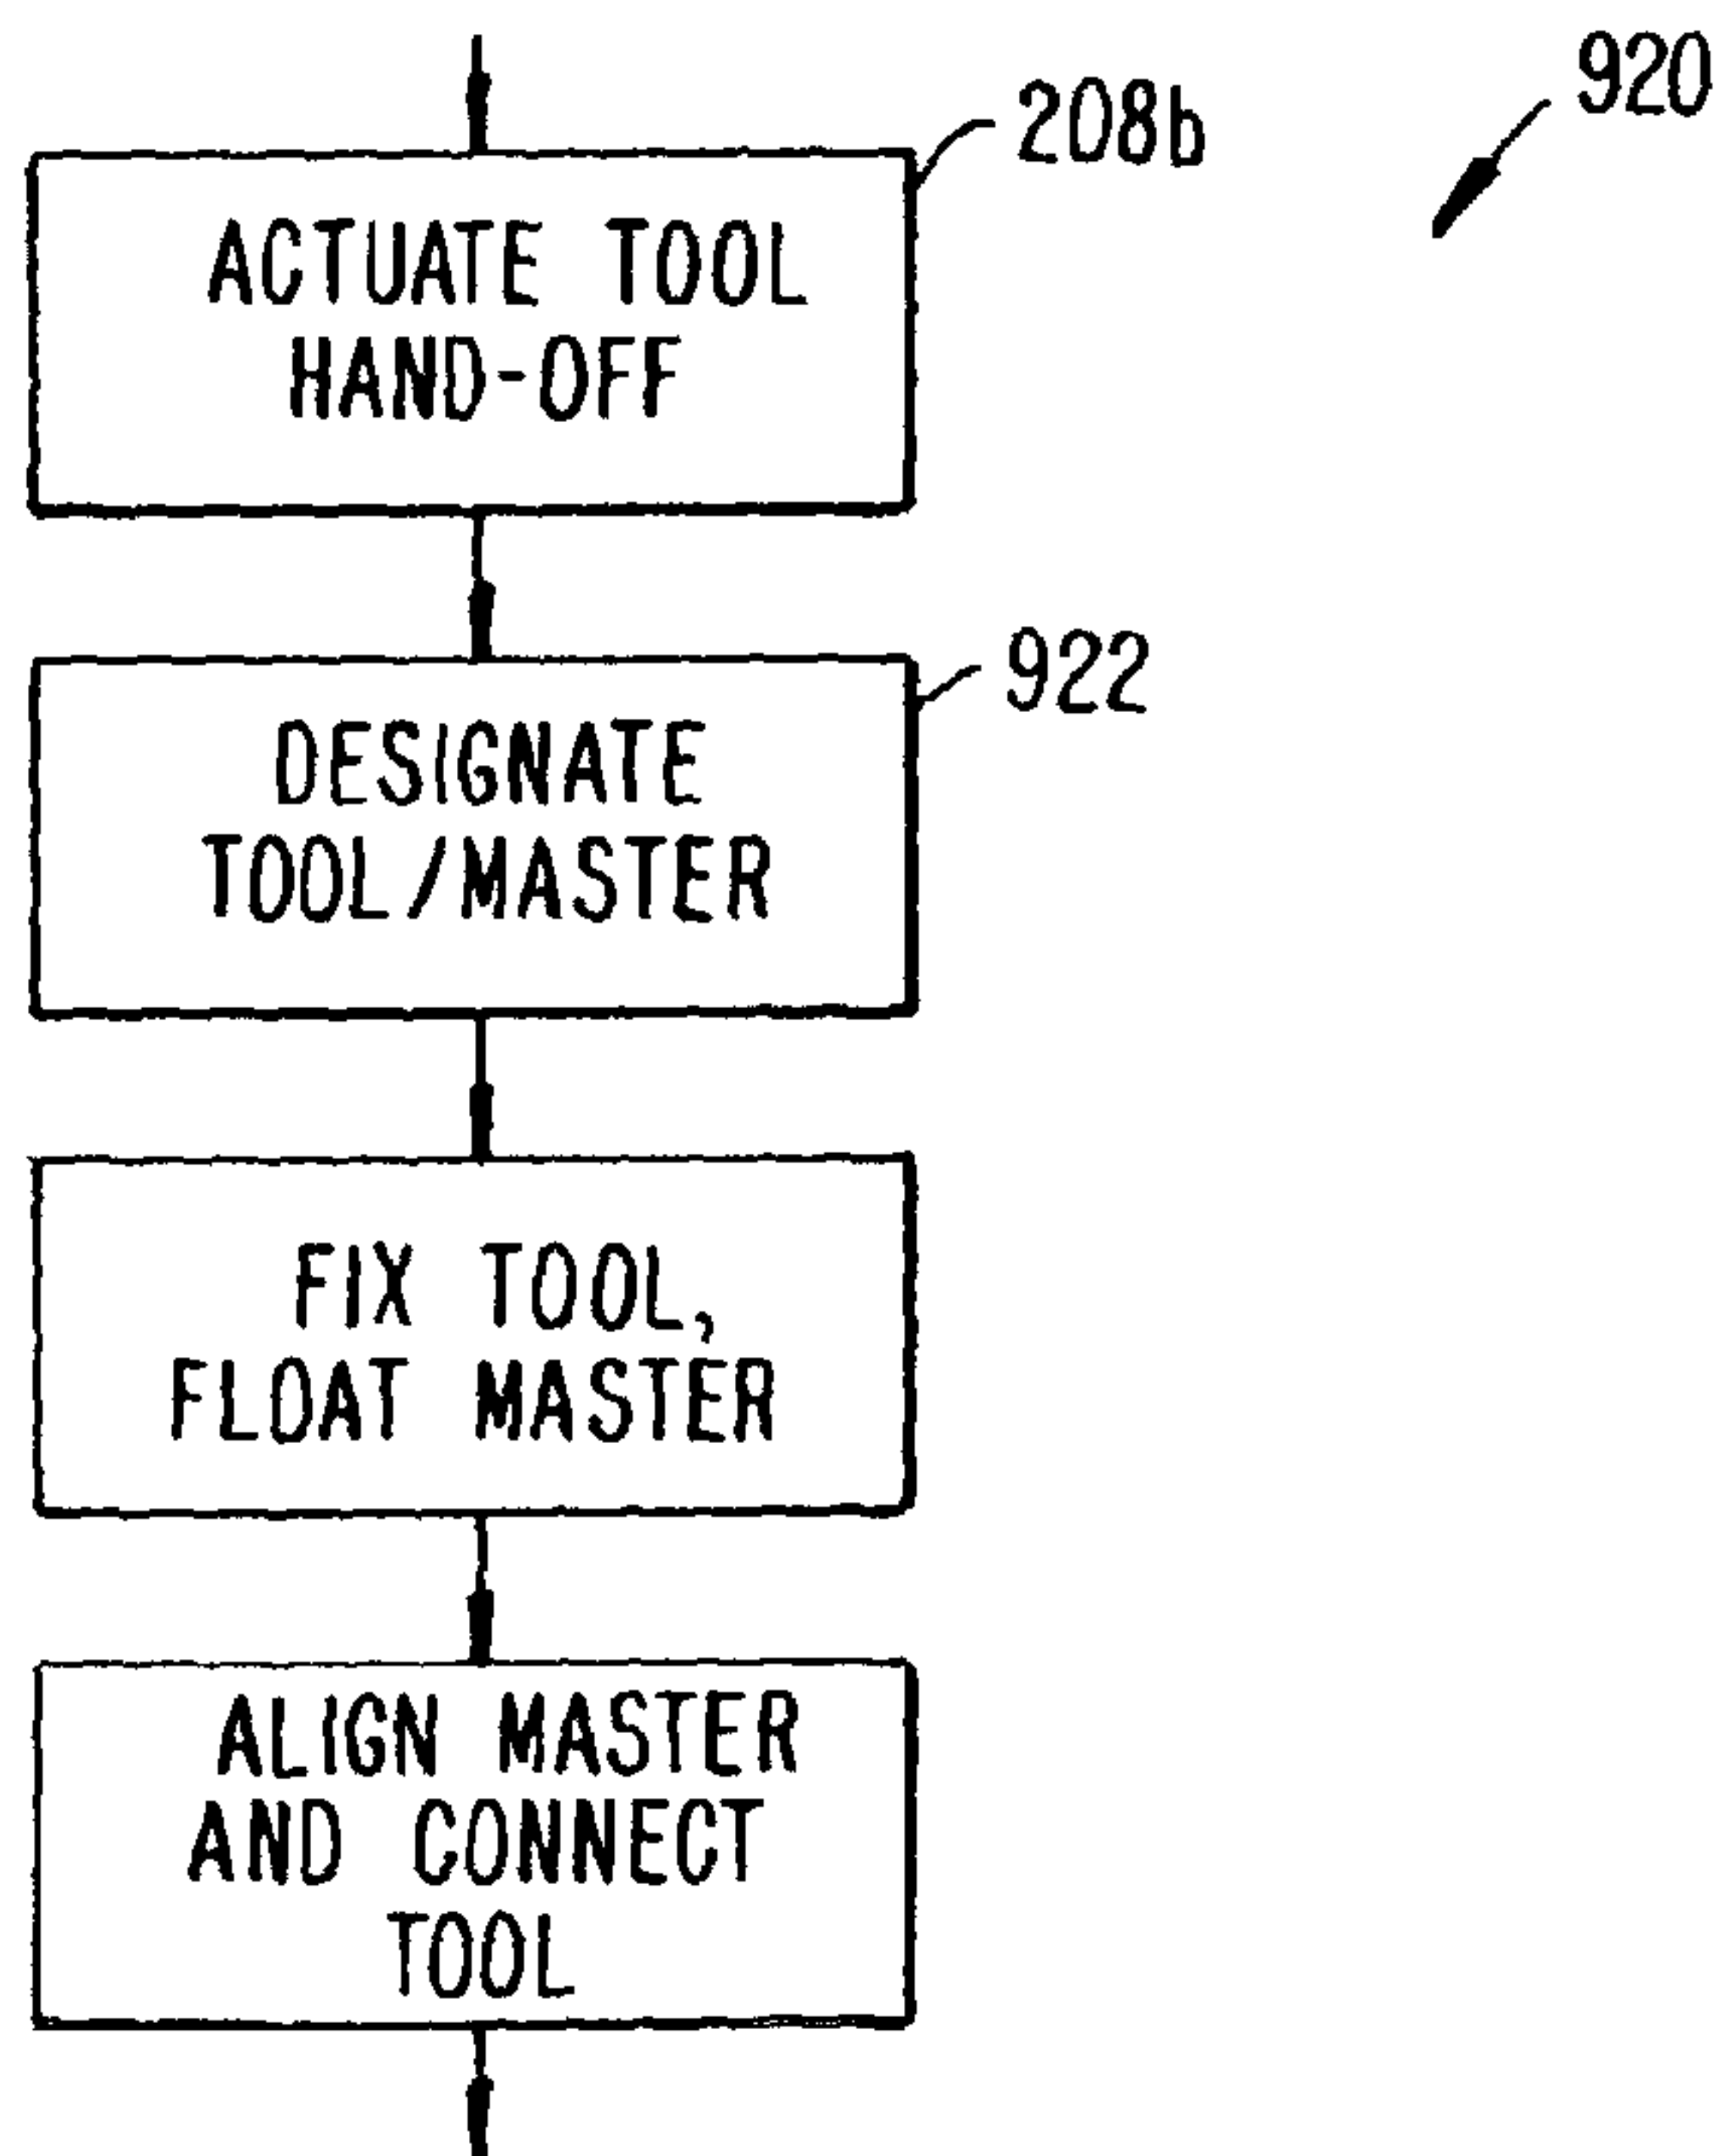 920
208b
ACTUATE TOOL
HAND-OFF
922
DESIGNATE
TOOL/MASTER
FIX TOOL,
FLOAT MASTER
ALIGN MASTER
AND CONNECT
TOOL